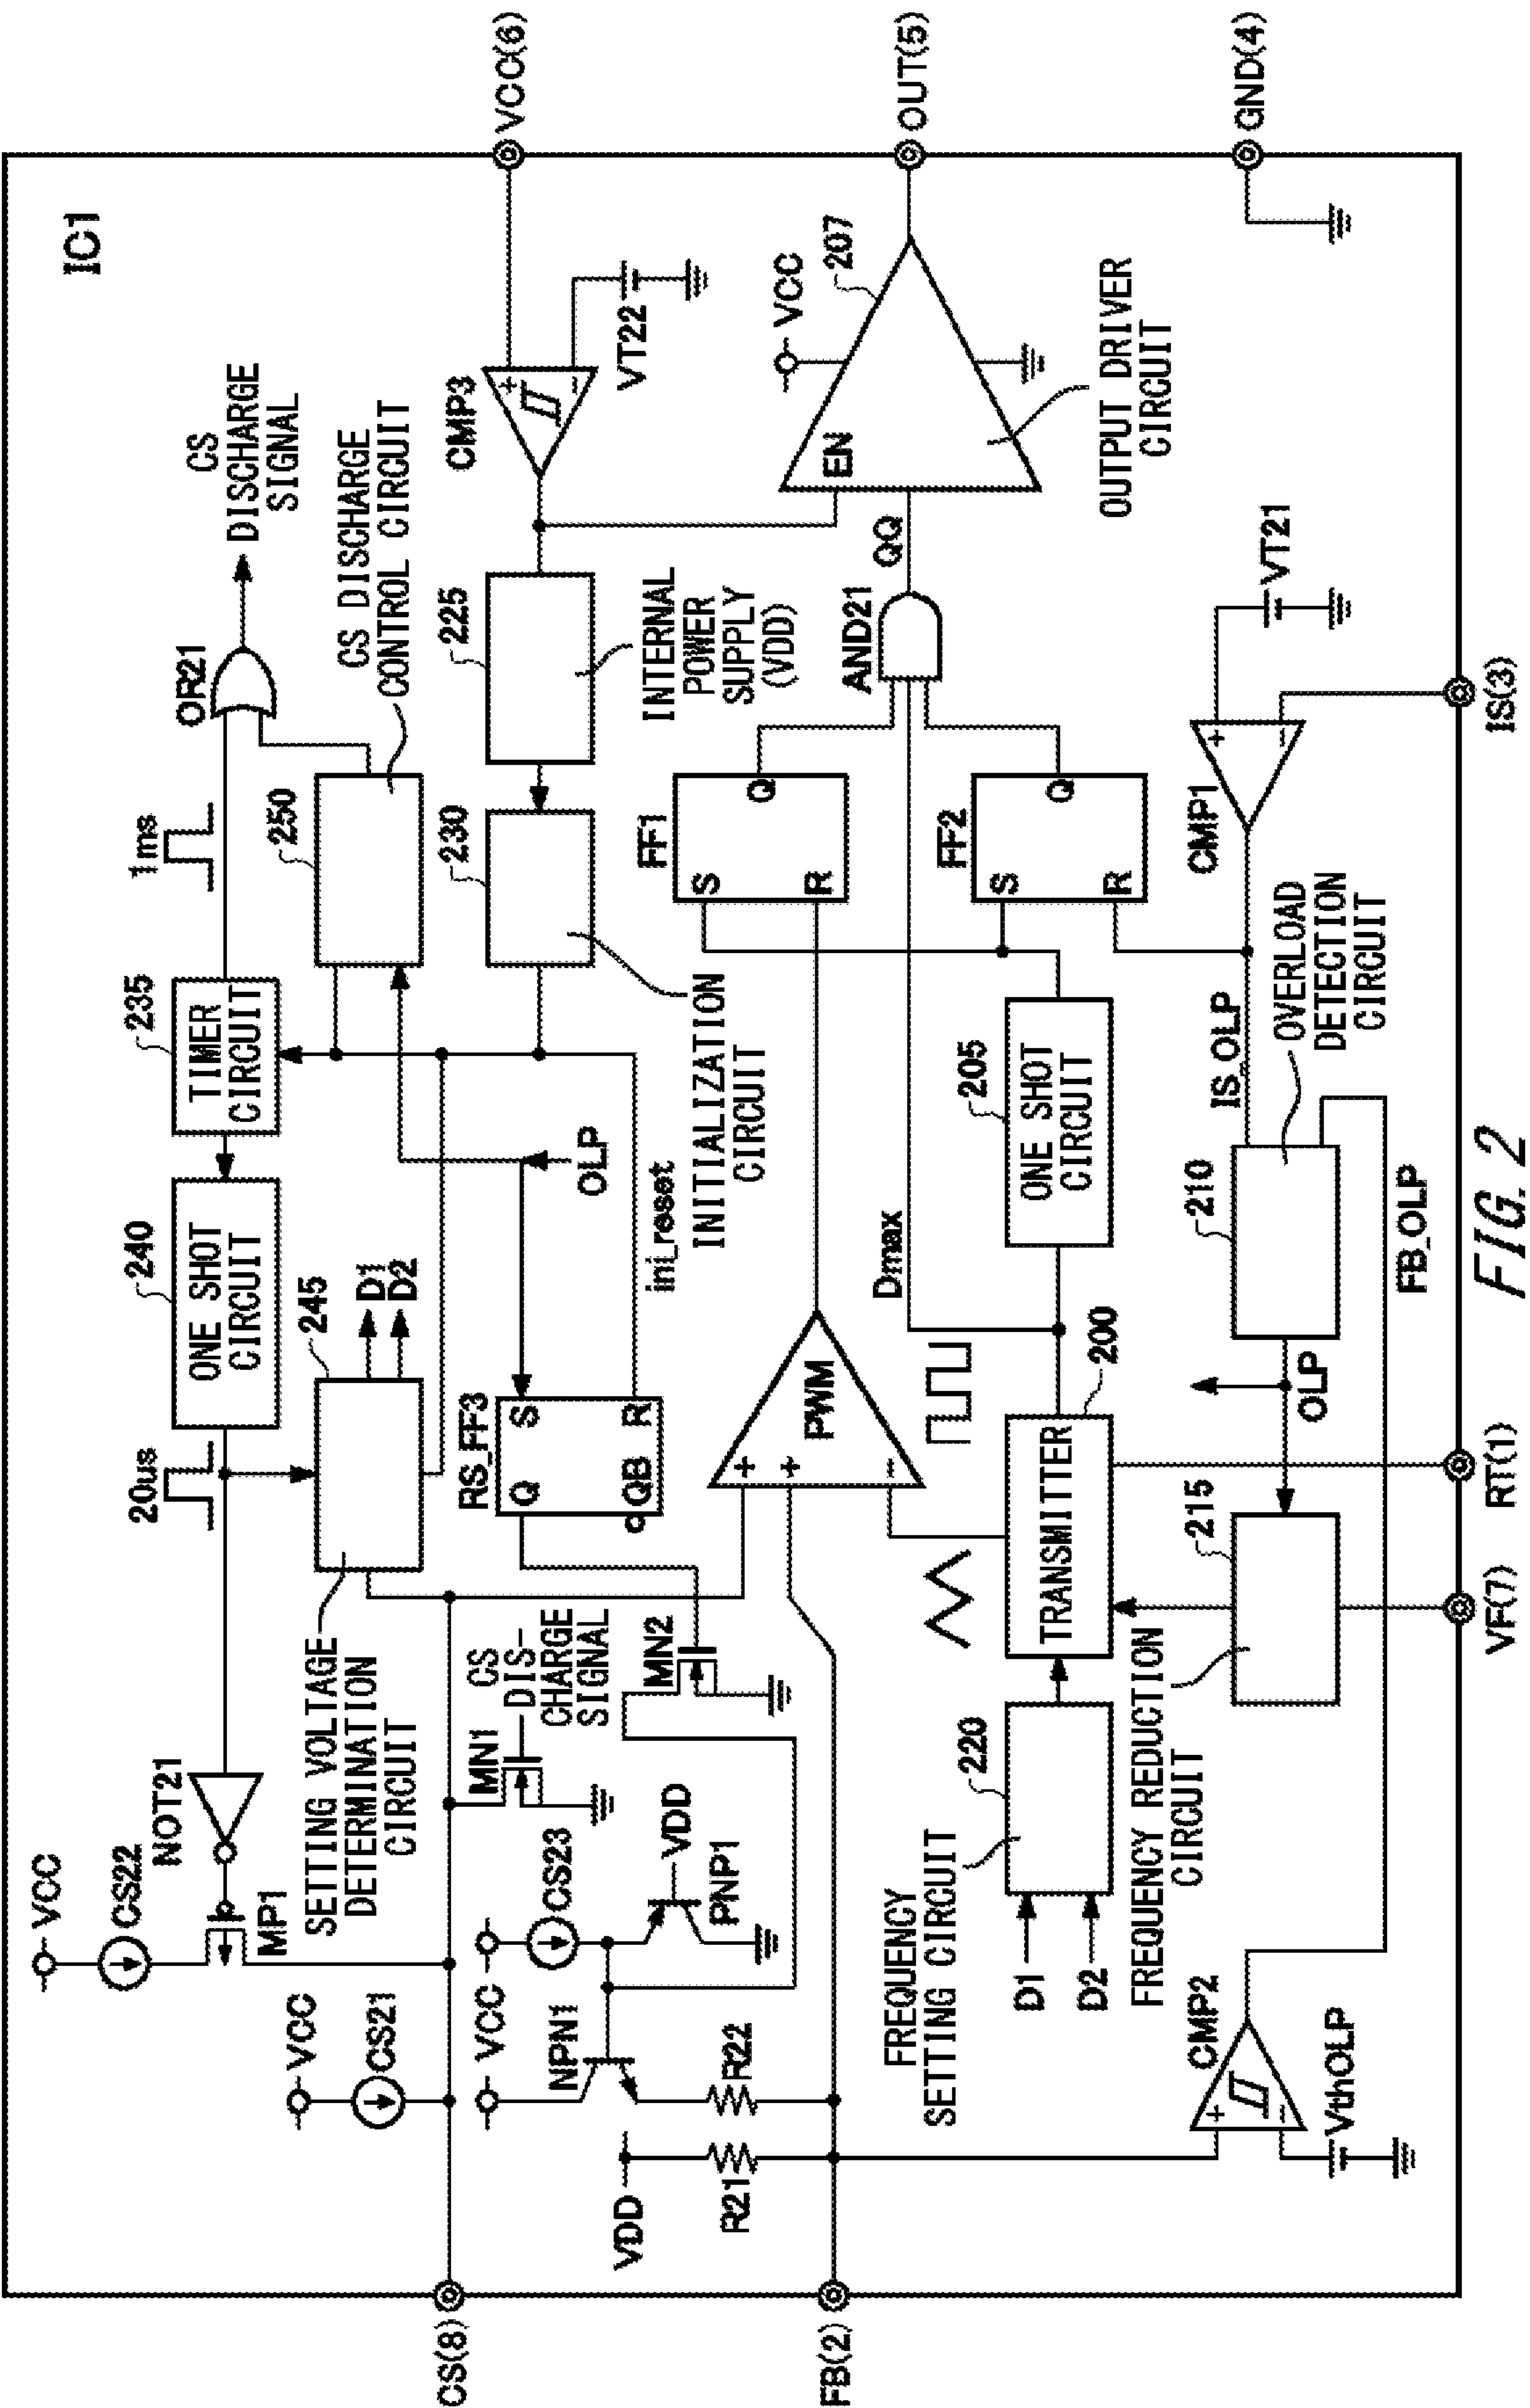 IC1
VCC
CS22
MP1
NOT21
20us
240
ONE SHOT
CIRCUIT
235
TIMER
CIRCUIT
1ms
OR21
CS
DISCHARGE
SIGNAL
VCC
CS21
SETTING VOLTAGE
DETERMINATION
CIRCUIT
245
D1
D2
250
CS DISCHARGE
CONTROL CIRCUIT
CS(8)
MN1
CS
DIS-
CHARGE
SIGNAL
RS_FF3
S
Q
R
QB
OLP
ini_reset
230
INITIALIZATION
CIRCUIT
225
INTERNAL
POWER
SUPPLY
(VDD)
CMP3
+
−
VT22
VCC(6)
VCC
NPN1
CS23
VDD
PNP1
MN2
VDD
R21
R22
FB(2)
PWM
+
+
−
FF1
S
R
Q
FF2
S
R
Q
AND21
QQ
EN
VCC
207
OUTPUT DRIVER
CIRCUIT
OUT(5)
Dmax
FREQUENCY
SETTING CIRCUIT
220
D1
D2
TRANSMITTER
200
205
ONE SHOT
CIRCUIT
FREQUENCY REDUCTION
CIRCUIT
215
OLP
210
IS_OLP
OVERLOAD
DETECTION
CIRCUIT
CMP1
+
−
VT21
GND(4)
CMP2
+
−
VthOLP
FB_OLP
VF(7)
RT(1)
IS(3)
FIG. 2